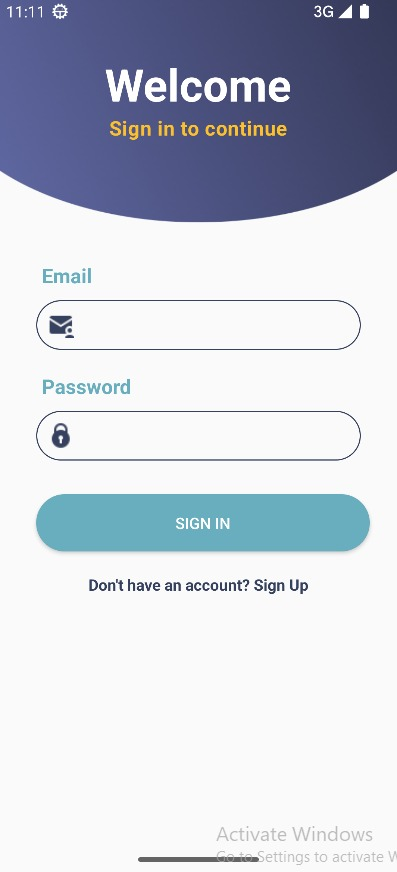 11:11 3G
Welcome
Sign in to continue
Email
Password
SIGN IN
Don't have an account? Sign Up
Activate Windows
Go to Settings to activate W